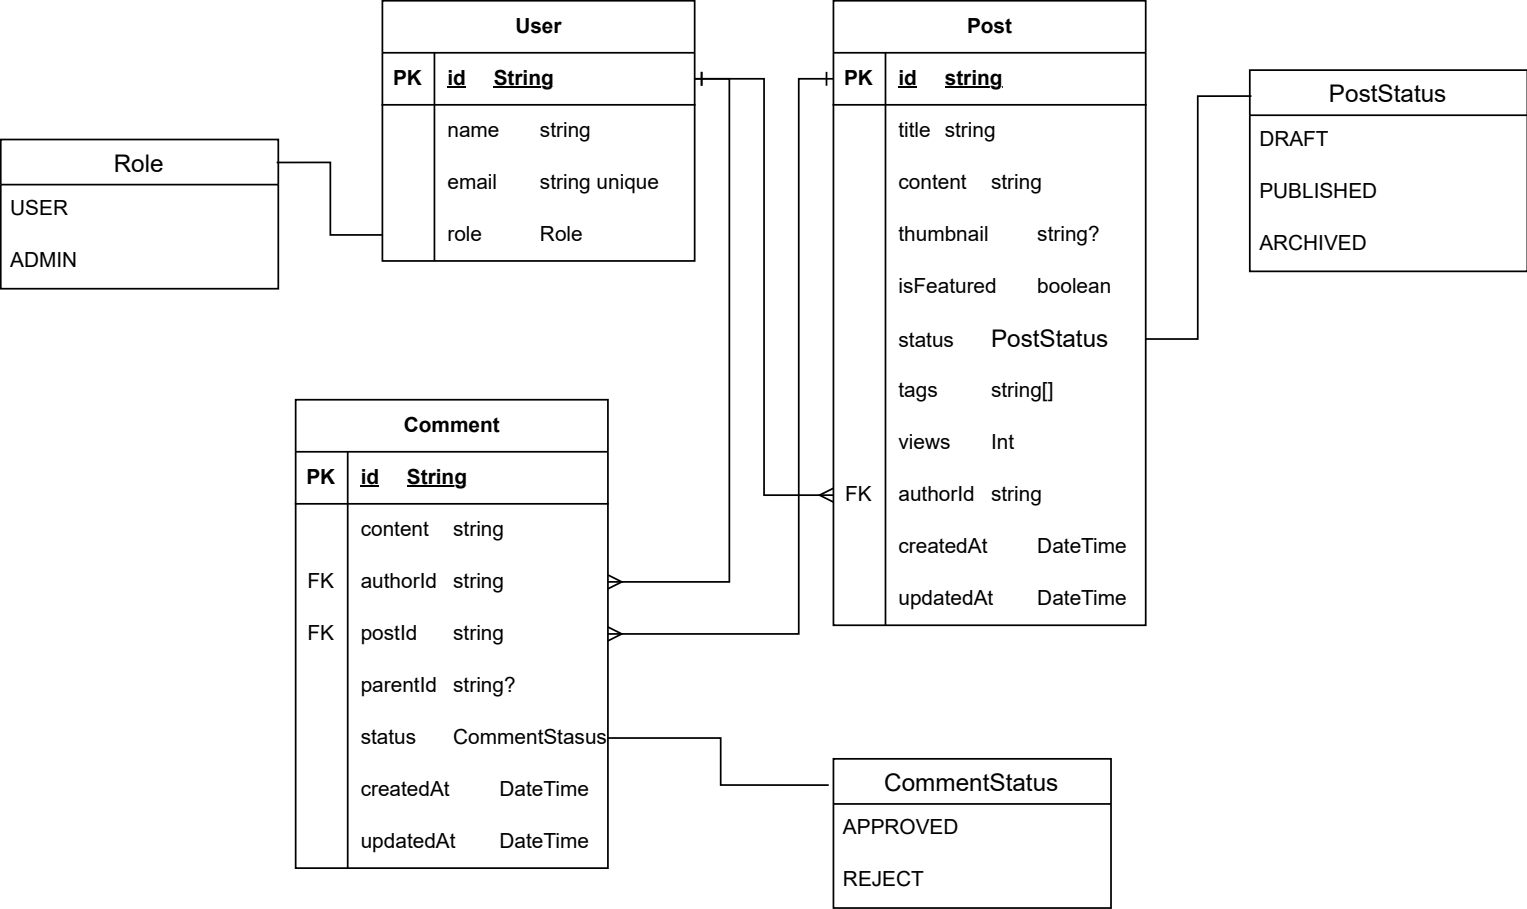 User
PK id String
name string
email string unique
role Role
Post
PK id string
title string
content string
thumbnail string?
isFeatured boolean
status PostStatus
tags string[]
views Int
FK authorId string
createdAt DateTime
updatedAt DateTime
PostStatus
DRAFT
PUBLISHED
ARCHIVED
Role
USER
ADMIN
Comment
PK id String
content string
FK authorId string
FK postId string
parentId string?
status CommentStasus
createdAt DateTime
updatedAt DateTime
CommentStatus
APPROVED
REJECT